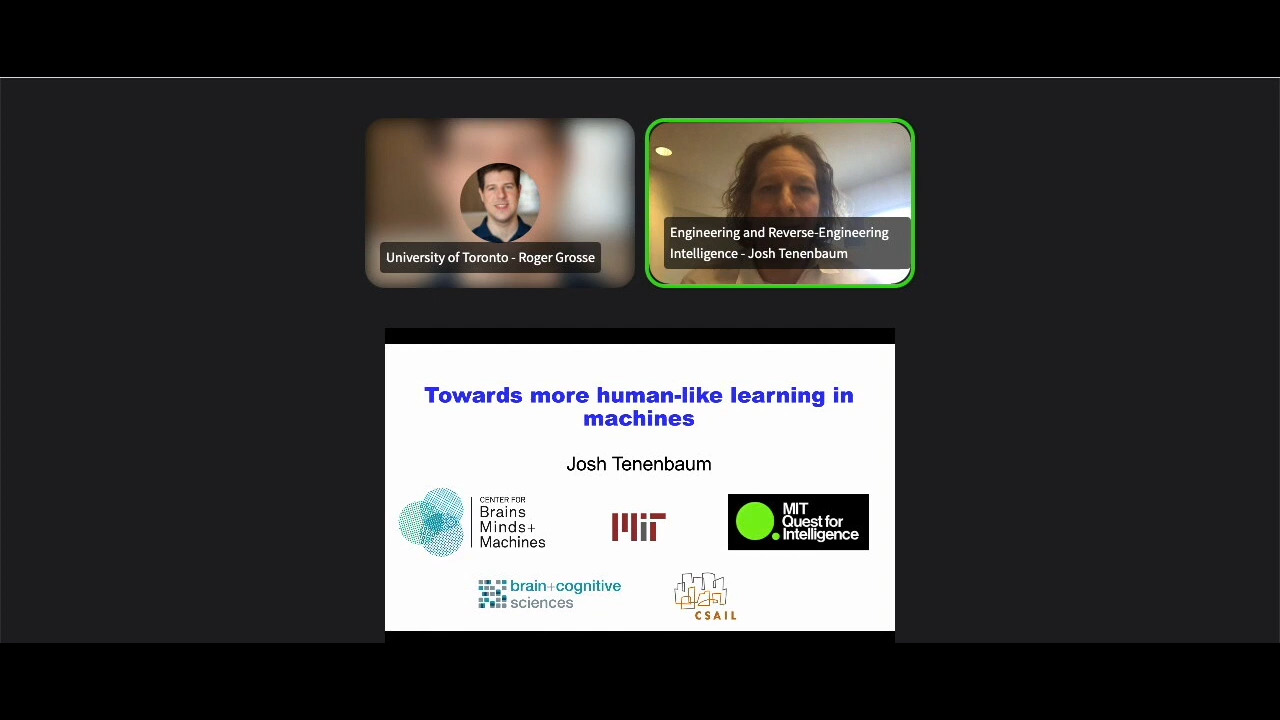 University of Toronto - Roger Grosse
Engineering and Reverse-Engineering
Intelligence - Josh Tenenbaum
Towards more human-like learning in
machines
Josh Tenenbaum
CENTER FOR
Brains
Minds+
Machines
MIT
MIT
Quest for
Intelligence
brain+cognitive
sciences
CSAIL